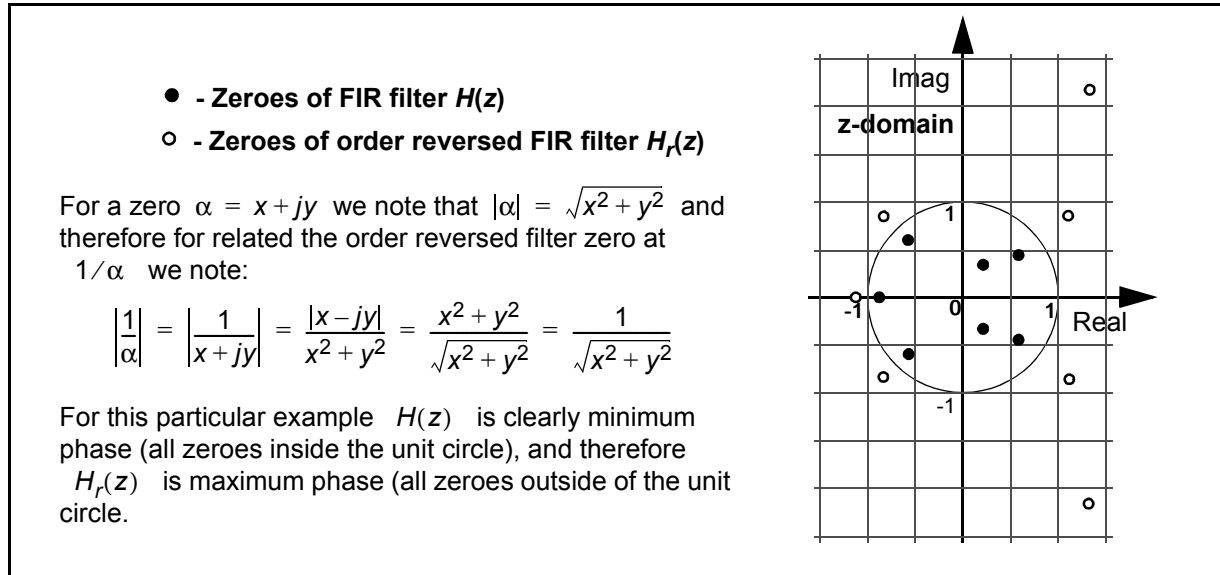 ● - Zeroes of FIR filter H(z)
○ - Zeroes of order reversed FIR filter Hᵣ(z)
For a zero α = x + jy we note that |α| = √(x² + y²) and
therefore for related the order reversed filter zero at
1/α we note:
|1/α| = |1/(x + jy)| = |x – jy|/(x² + y²) = (x² + y²)/√(x² + y²) = 1/√(x² + y²)
For this particular example H(z) is clearly minimum
phase (all zeroes inside the unit circle), and therefore
Hᵣ(z) is maximum phase (all zeroes outside of the unit
circle.
Imag
z-domain
1
-1 0 1
Real
-1